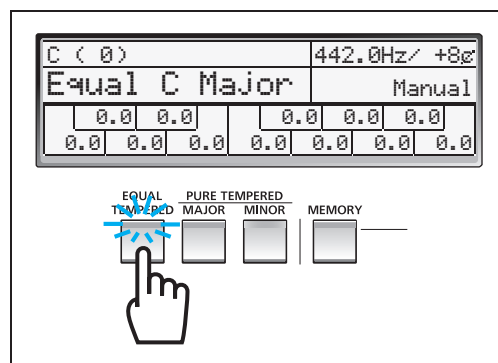 C ( 0) 442.0Hz/ +8¢
Equal C Major Manual
0.0 0.0 0.0 0.0 0.0
0.0 0.0 0.0 0.0 0.0 0.0 0.0
EQUAL PURE TEMPERED
TEMPERED MAJOR MINOR MEMORY